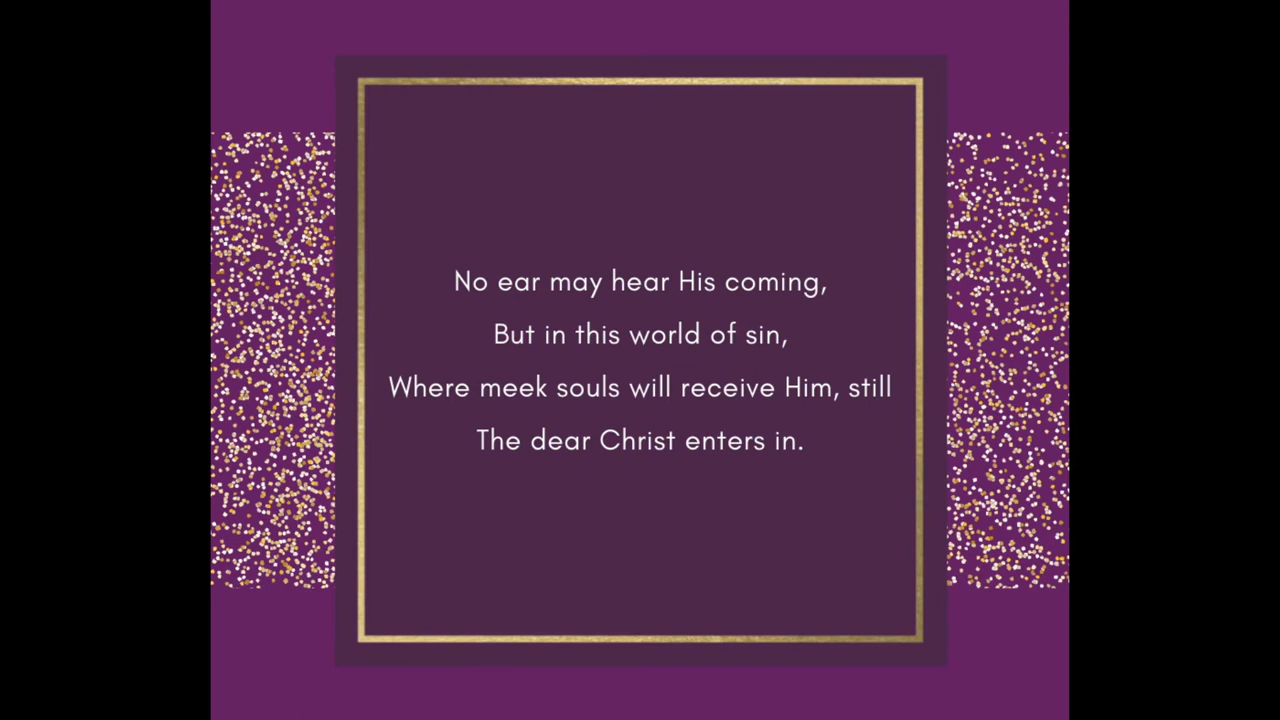 No ear may hear His coming,
But in this world of sin,
Where meek souls will receive Him, still
The dear Christ enters in.